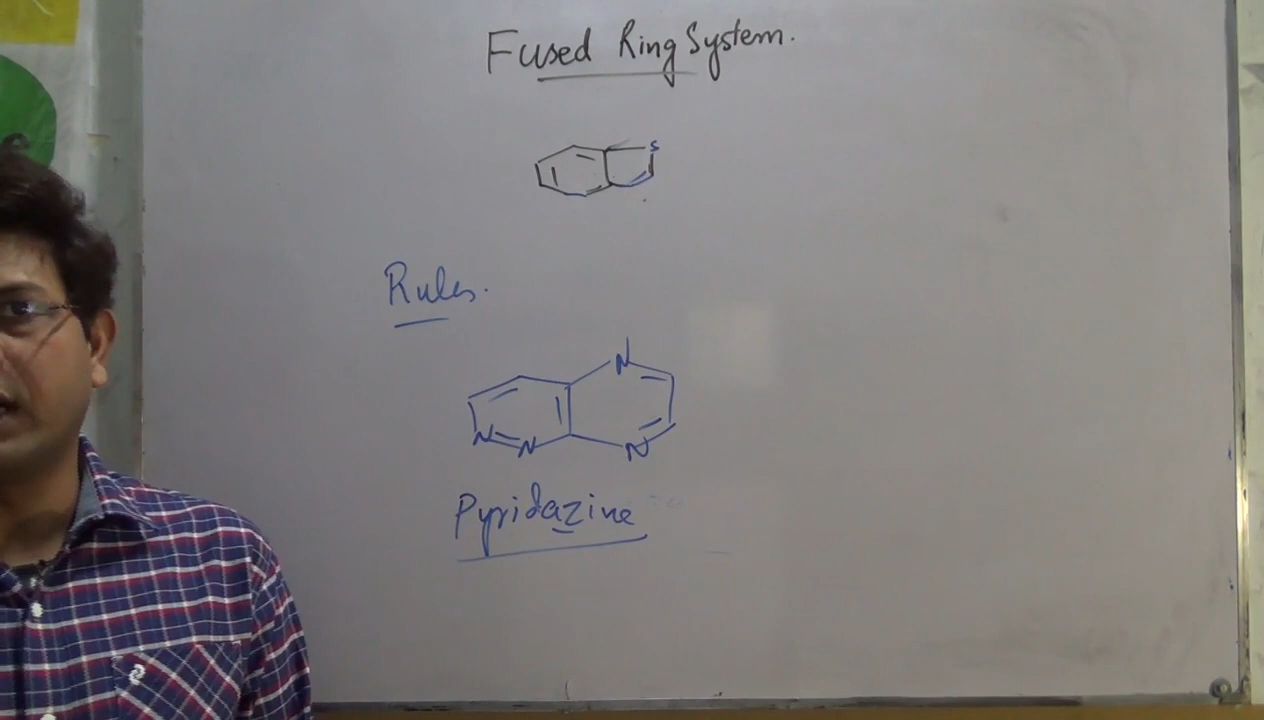 Fused Ring System.
S
Rules.
N
N N N
Pyridazine